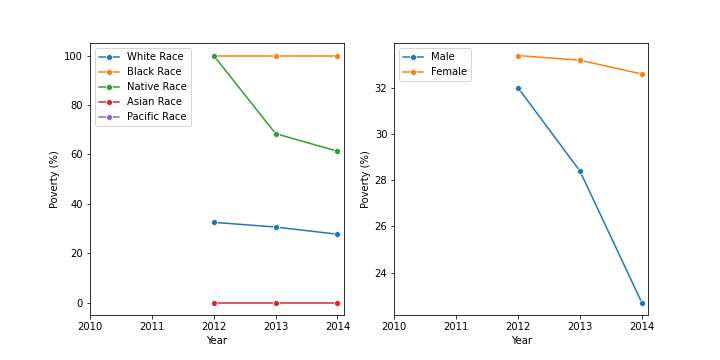 White Race
Black Race
Native Race
Asian Race
Pacific Race
100
80
60
40
20
0
Poverty (%)
2010 2011 2012 2013 2014
Year
Male
Female
32
30
28
26
24
Poverty (%)
2010 2011 2012 2013 2014
Year